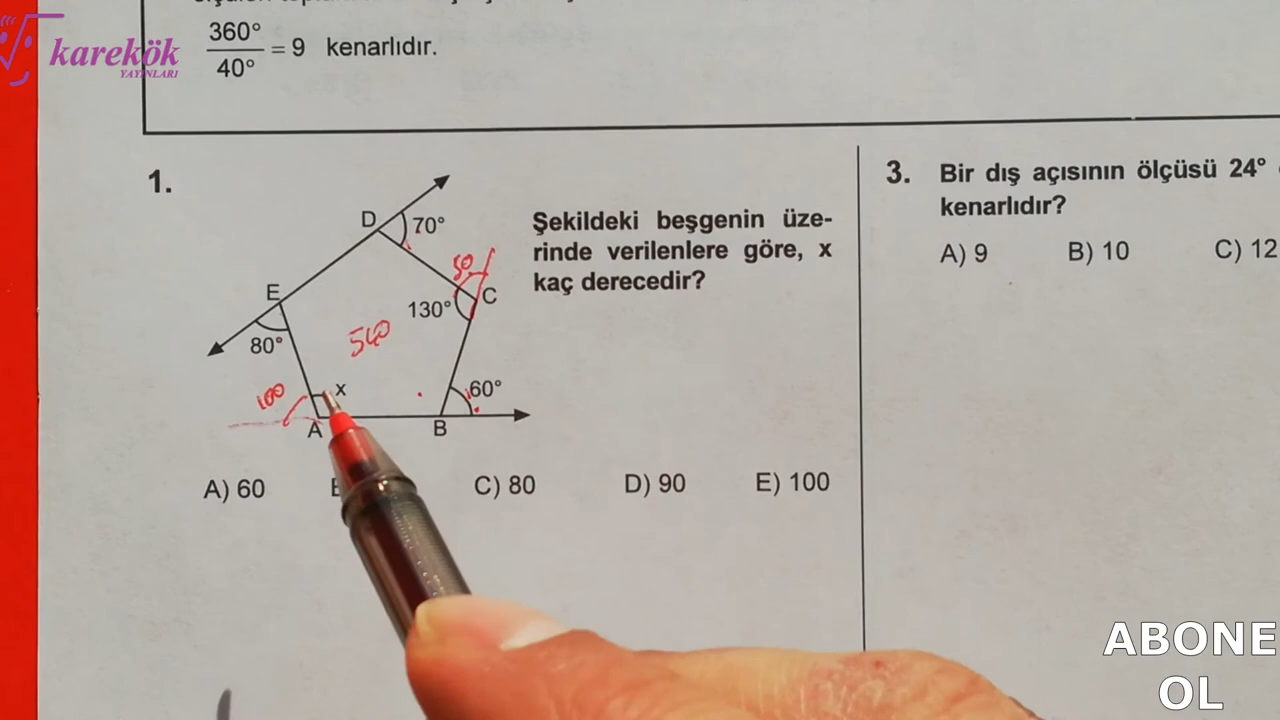 karekök
YAYINLARI
360°
40°
= 9 kenarlıdır.
1.
D
70°
50
E
C
130°
540
80°
100
x
60°
A
B
Şekildeki beşgenin üze-
rinde verilenlere göre, x
kaç derecedir?
A) 60
C) 80 D) 90 E) 100
3. Bir dış açısının ölçüsü 24°
kenarlıdır?
A) 9 B) 10 C) 12
ABONE
OL